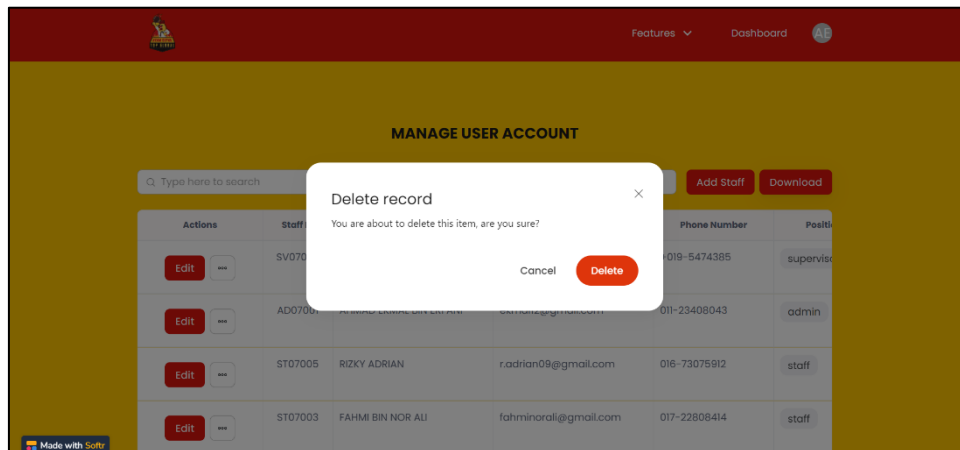 Features
Dashboard
AE
MANAGE USER ACCOUNT
Type here to search
Add Staff
Download
Delete record
You are about to delete this item, are you sure?
Cancel
Delete
Actions
Phone Number
Edit
019-5474385
Edit
AD07001
011-23408043
admin
Edit
ST07005
RIZKY ADRIAN
r.adrian09@gmail.com
016-73075912
staff
Edit
ST07003
FAHMI BIN NOR ALI
fahminorali@gmail.com
017-22808414
staff
Made with Softr